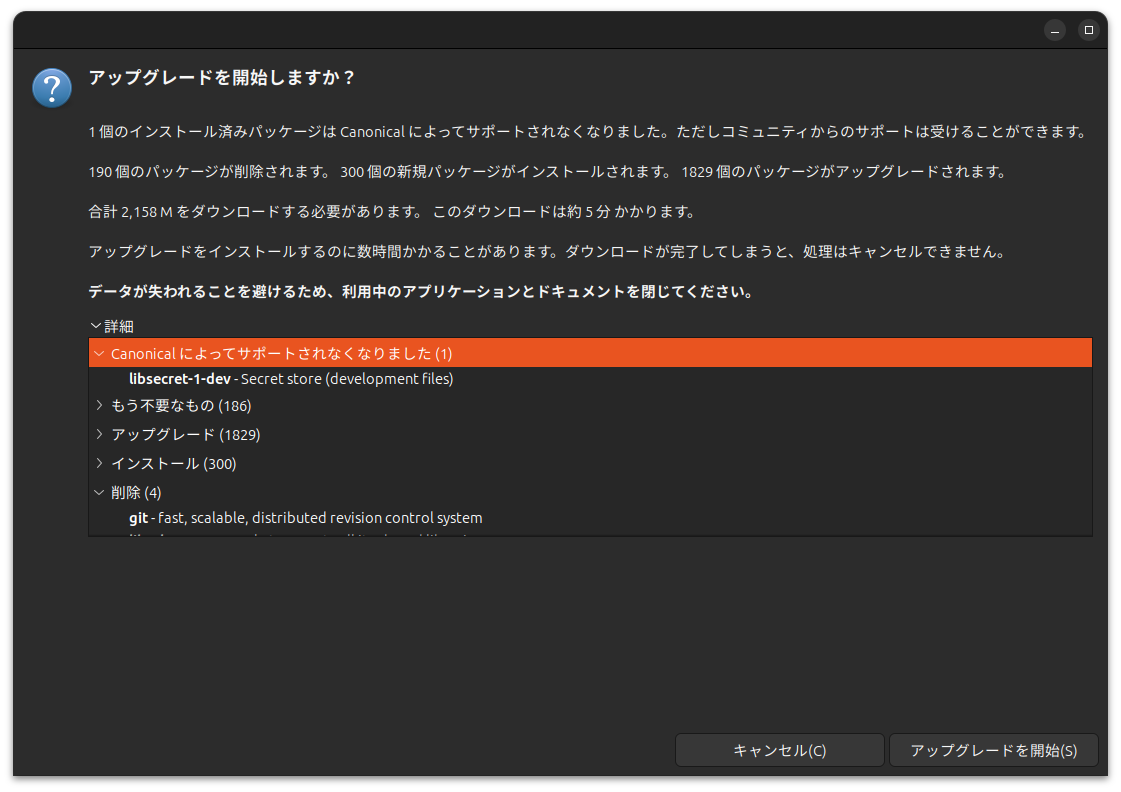 アップグレードを開始しますか？
1 個のインストール済みパッケージは Canonical によってサポートされなくなりました。ただしコミュニティからのサポートは受けることができます。
190 個のパッケージが削除されます。 300 個の新規パッケージがインストールされます。 1829 個のパッケージがアップグレードされます。
合計 2,158 M をダウンロードする必要があります。 このダウンロードは約 5 分 かかります。
アップグレードをインストールするのに数時間かかることがあります。ダウンロードが完了してしまうと、処理はキャンセルできません。
データが失われることを避けるため、利用中のアプリケーションとドキュメントを閉じてください。
詳細
Canonical によってサポートされなくなりました (1)
libsecret-1-dev - Secret store (development files)
もう不要なもの (186)
アップグレード (1829)
インストール (300)
削除 (4)
git - fast, scalable, distributed revision control system
キャンセル(C)
アップグレードを開始(S)